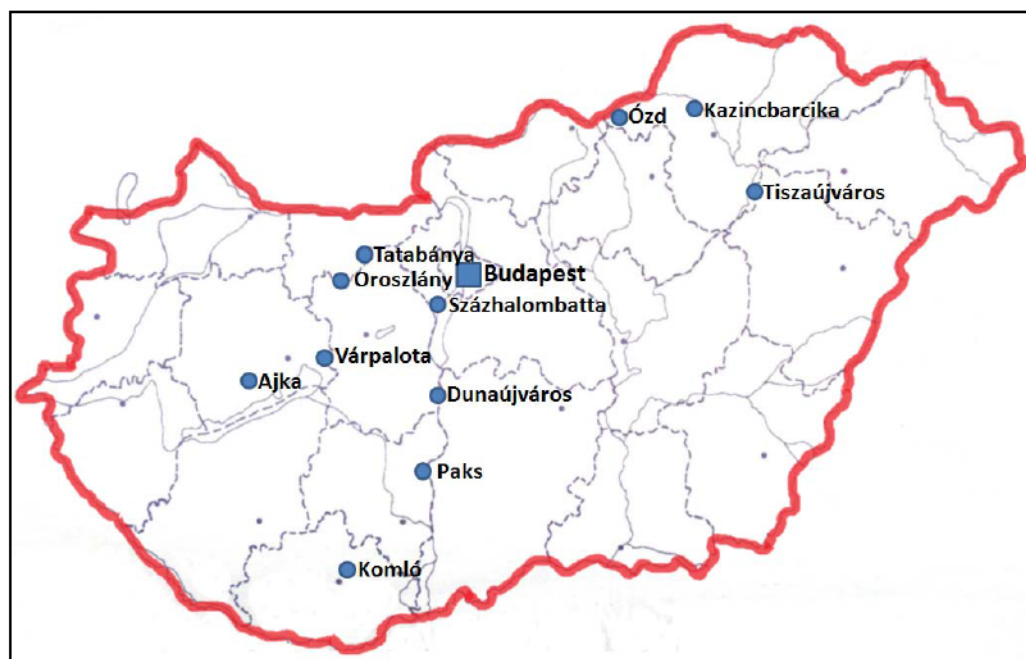 Ózd
Kazincbarcika
Tiszaújváros
Tatabánya
Oroszlány
Budapest
Százhalombatta
Várpalota
Ajka
Dunaújváros
Paks
Komló